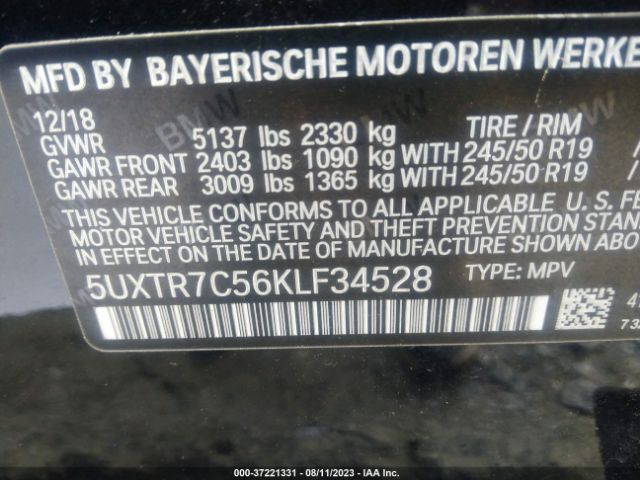 MFD BY BAYERISCHE MOTOREN WERKE
12/18
GVWR 5137 lbs 2330 kg TIRE / RIM
GAWR FRONT 2403 lbs 1090 kg WITH 245/50 R19 /
GAWR REAR 3009 lbs 1365 kg WITH 245/50 R19 /
THIS VEHICLE CONFORMS TO ALL APPLICABLE U. S. FE
MOTOR VEHICLE SAFETY AND THEFT PREVENTION STAN
IN EFFECT ON THE DATE OF MANUFACTURE SHOWN ABO
5UXTR7C56KLF34528 TYPE: MPV
4
73
000-37221331 - 08/11/2023 - IAA Inc.